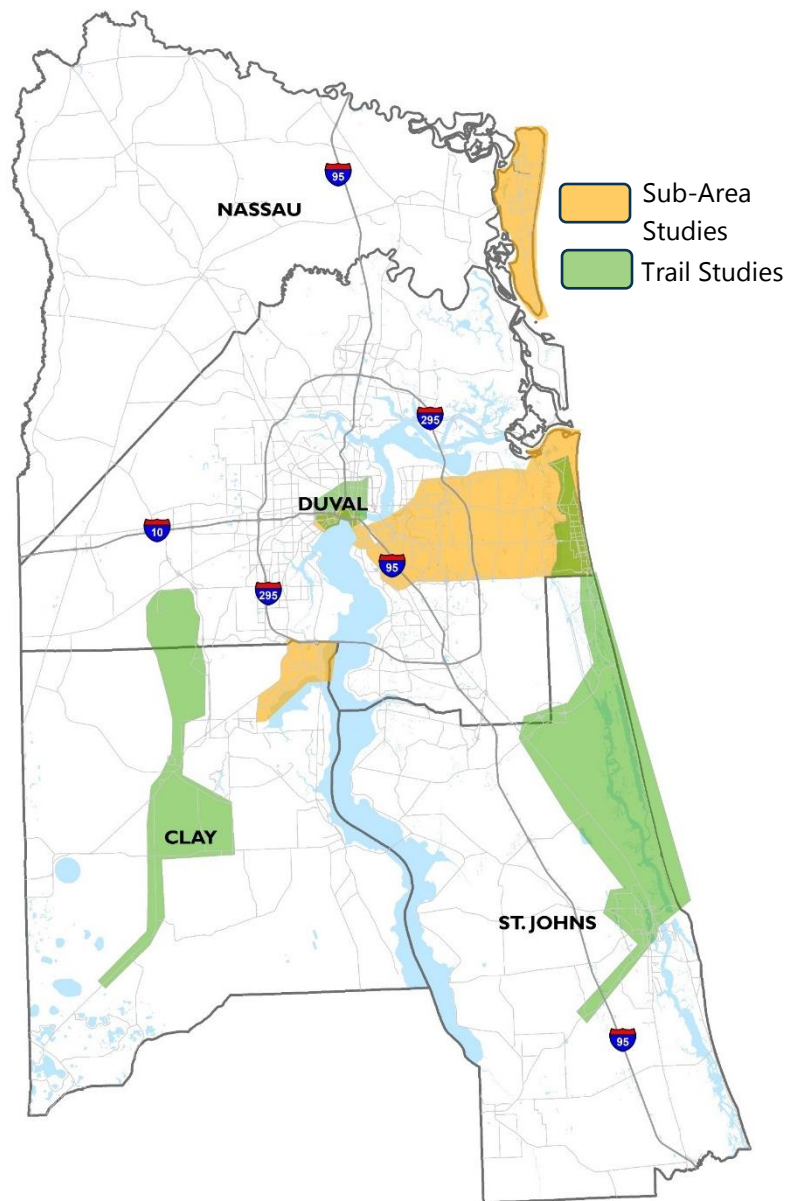 95
NASSAU
Sub-Area
Studies
Trail Studies
295
DUVAL
10
95
295
CLAY
ST. JOHNS
95